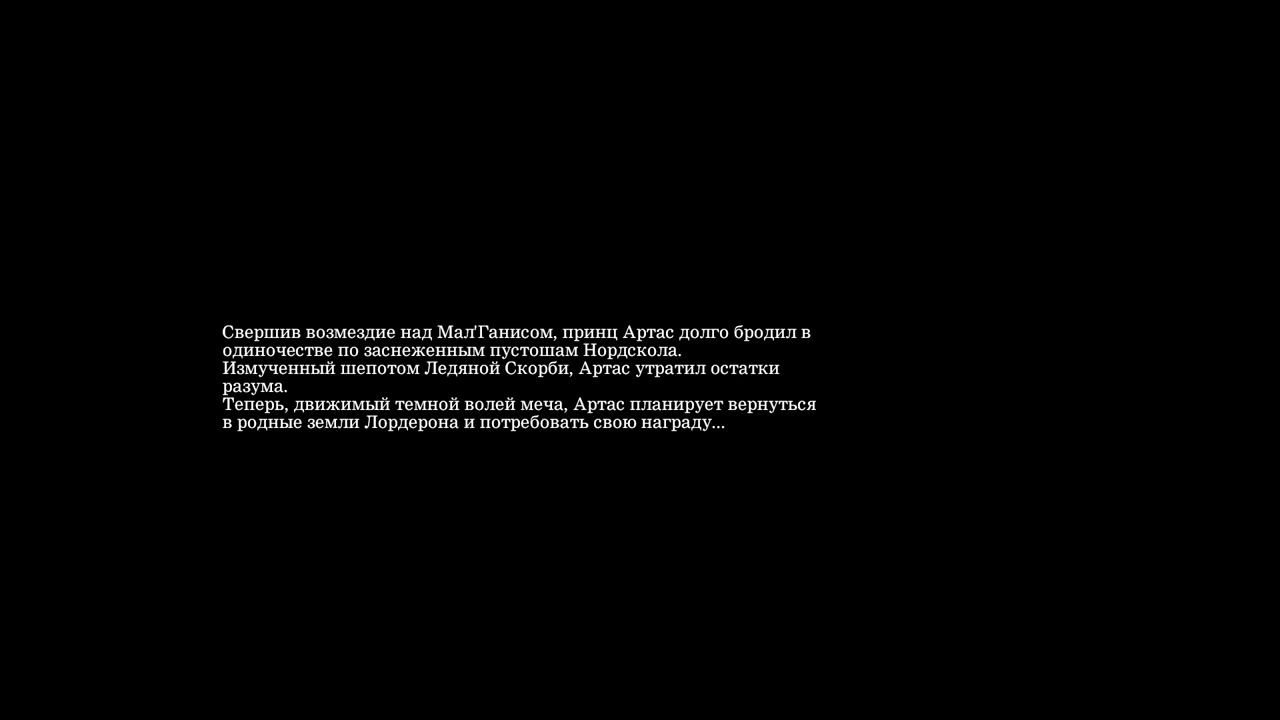 Свершив возмездие над Мал'Ганисом, принц Артас долго бродил в
одиночестве по заснеженным пустошам Нордскола.
Измученный шепотом Ледяной Скорби, Артас утратил остатки
разума.
Теперь, движимый темной волей меча, Артас планирует вернуться
в родные земли Лордерона и потребовать свою награду...